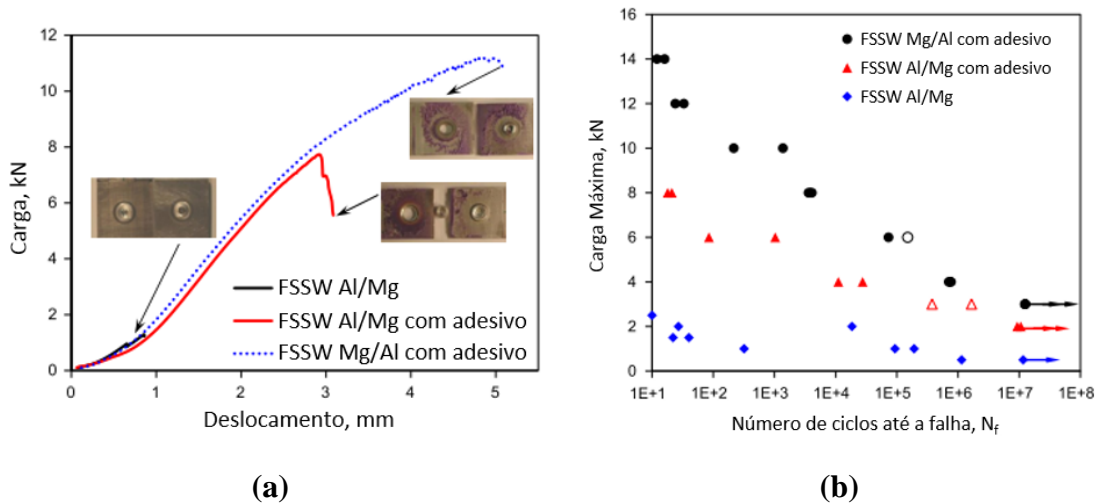 12
10
8
6
4
2
0
Carga, kN
FSSW Al/Mg
FSSW Al/Mg com adesivo
FSSW Mg/Al com adesivo
0 1 2 3 4 5
Deslocamento, mm
(a)
16
14
12
10
8
6
4
2
0
Carga Máxima, kN
FSSW Mg/Al com adesivo
FSSW Al/Mg com adesivo
FSSW Al/Mg
1E+1 1E+2 1E+3 1E+4 1E+5 1E+6 1E+7 1E+8
Número de ciclos até a falha, Nf
(b)